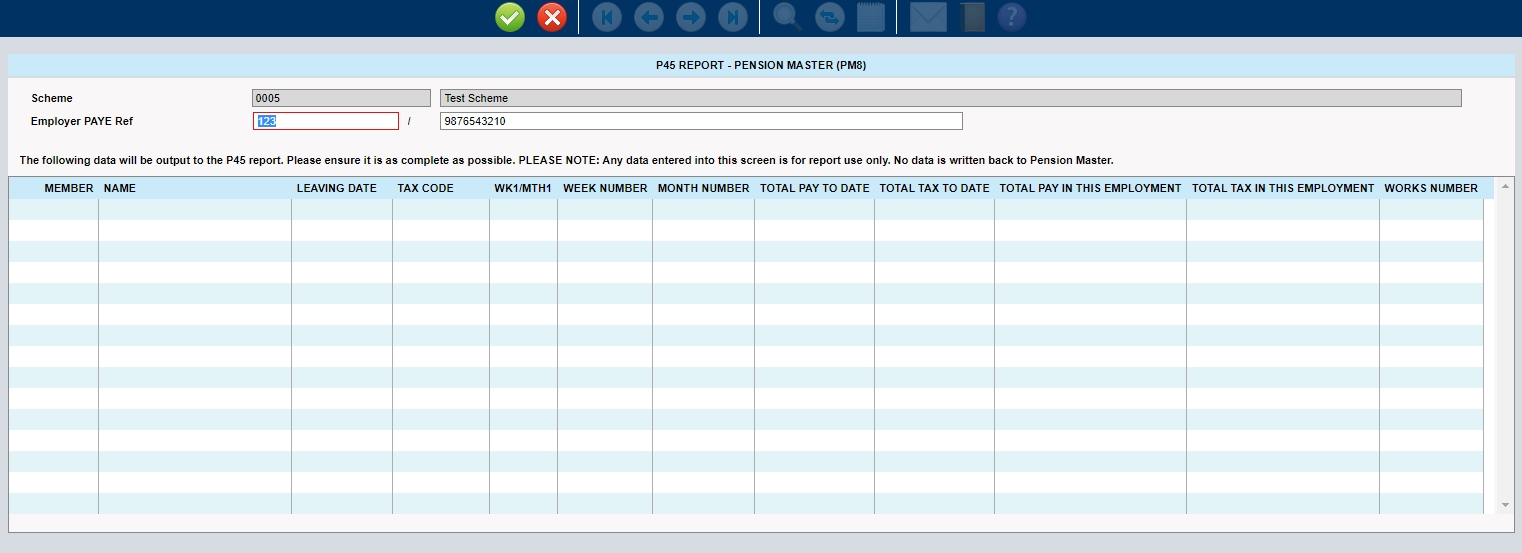 P45 REPORT - PENSION MASTER (PM8)
Scheme 0005 Test Scheme
Employer PAYE Ref 123 / 9876543210
The following data will be output to the P45 report. Please ensure it is as complete as possible. PLEASE NOTE: Any data entered into this screen is for report use only. No data is written back to Pension Master.
MEMBER NAME LEAVING DATE TAX CODE WK1/MTH1 WEEK NUMBER MONTH NUMBER TOTAL PAY TO DATE TOTAL TAX TO DATE TOTAL PAY IN THIS EMPLOYMENT TOTAL TAX IN THIS EMPLOYMENT WORKS NUMBER